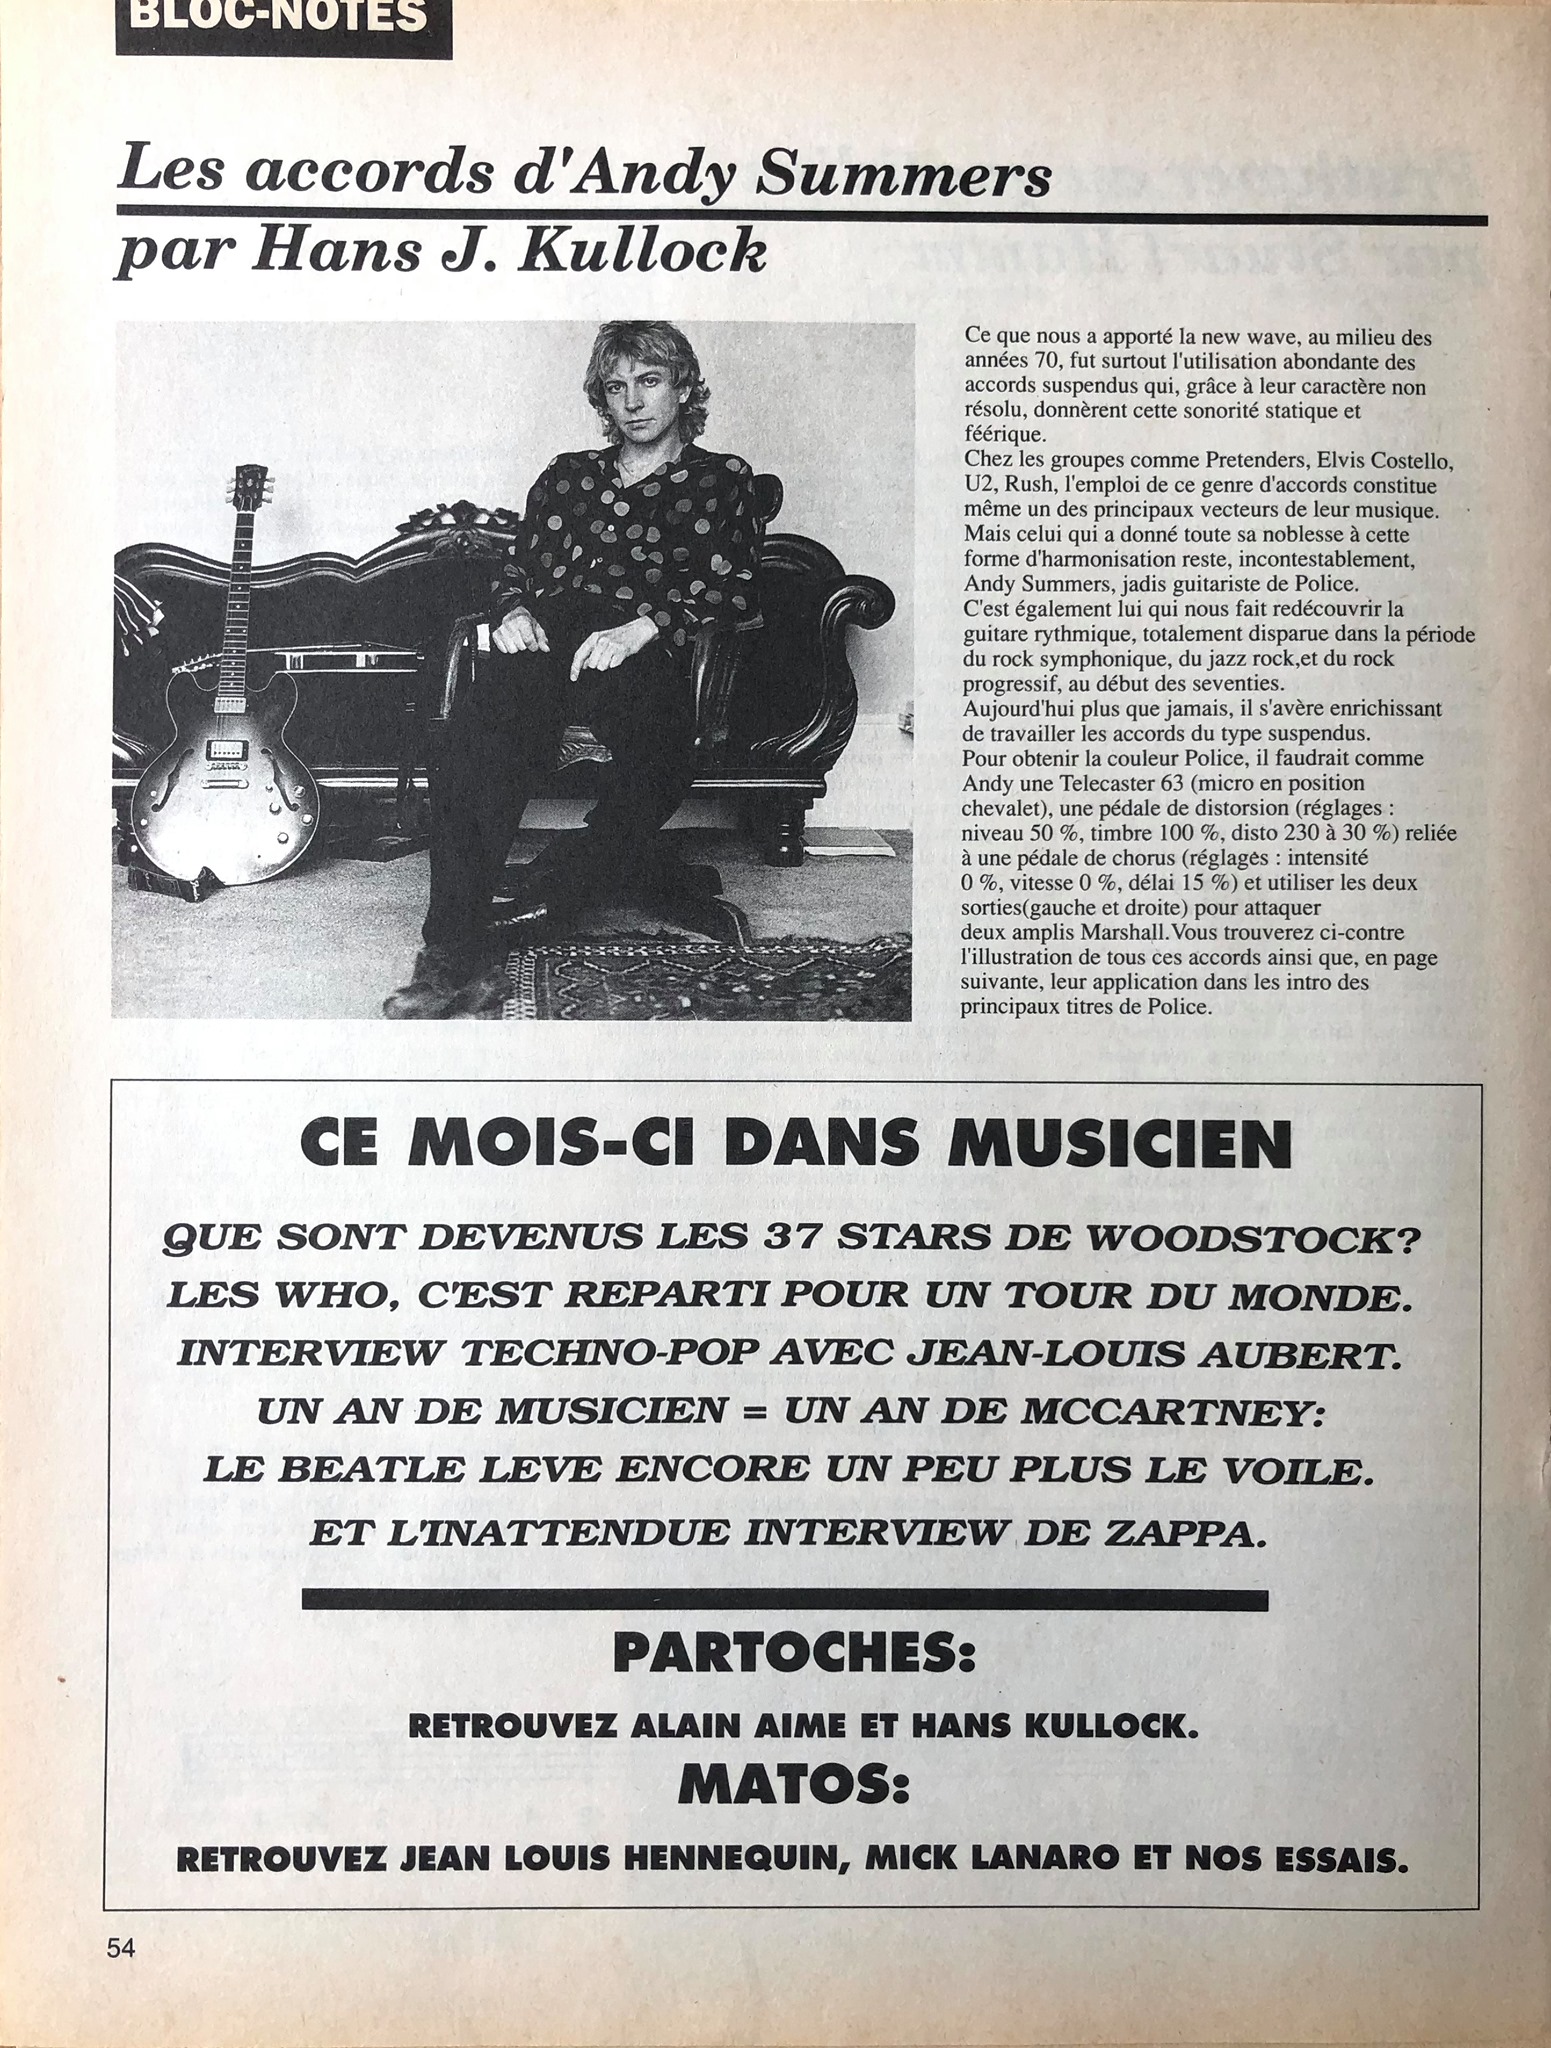 BLOC-NOTES
Les accords d'Andy Summers
par Hans J. Kullock
Ce que nous a apporté la new wave, au milieu des
années 70, fut surtout l'utilisation abondante des
accords suspendus qui, grâce à leur caractère non
résolu, donnèrent cette sonorité statique et
féérique.
Chez les groupes comme Pretenders, Elvis Costello,
U2, Rush, l'emploi de ce genre d'accords constitue
même un des principaux vecteurs de leur musique.
Mais celui qui a donné toute sa noblesse à cette
forme d'harmonisation reste, incontestablement,
Andy Summers, jadis guitariste de Police.
C'est également lui qui nous fait redécouvrir la
guitare rythmique, totalement disparue dans la période
du rock symphonique, du jazz rock,et du rock
progressif, au début des seventies.
Aujourd'hui plus que jamais, il s'avère enrichissant
de travailler les accords du type suspendus.
Pour obtenir la couleur Police, il faudrait comme
Andy une Telecaster 63 (micro en position
chevalet), une pédale de distorsion (réglages :
niveau 50 %, timbre 100 %, disto 230 à 30 %) reliée
à une pédale de chorus (réglages : intensité
0 %, vitesse 0 %, délai 15 %) et utiliser les deux
sorties(gauche et droite) pour attaquer
deux amplis Marshall.Vous trouverez ci-contre
l'illustration de tous ces accords ainsi que, en page
suivante, leur application dans les intro des
principaux titres de Police.
CE MOIS-CI DANS MUSICIEN
QUE SONT DEVENUS LES 37 STARS DE WOODSTOCK?
LES WHO, C'EST REPARTI POUR UN TOUR DU MONDE.
INTERVIEW TECHNO-POP AVEC JEAN-LOUIS AUBERT.
UN AN DE MUSICIEN = UN AN DE MCCARTNEY:
LE BEATLE LEVE ENCORE UN PEU PLUS LE VOILE.
ET L'INATTENDUE INTERVIEW DE ZAPPA.
PARTOCHES:
RETROUVEZ ALAIN AIME ET HANS KULLOCK.
MATOS:
RETROUVEZ JEAN LOUIS HENNEQUIN, MICK LANARO ET NOS ESSAIS.
54